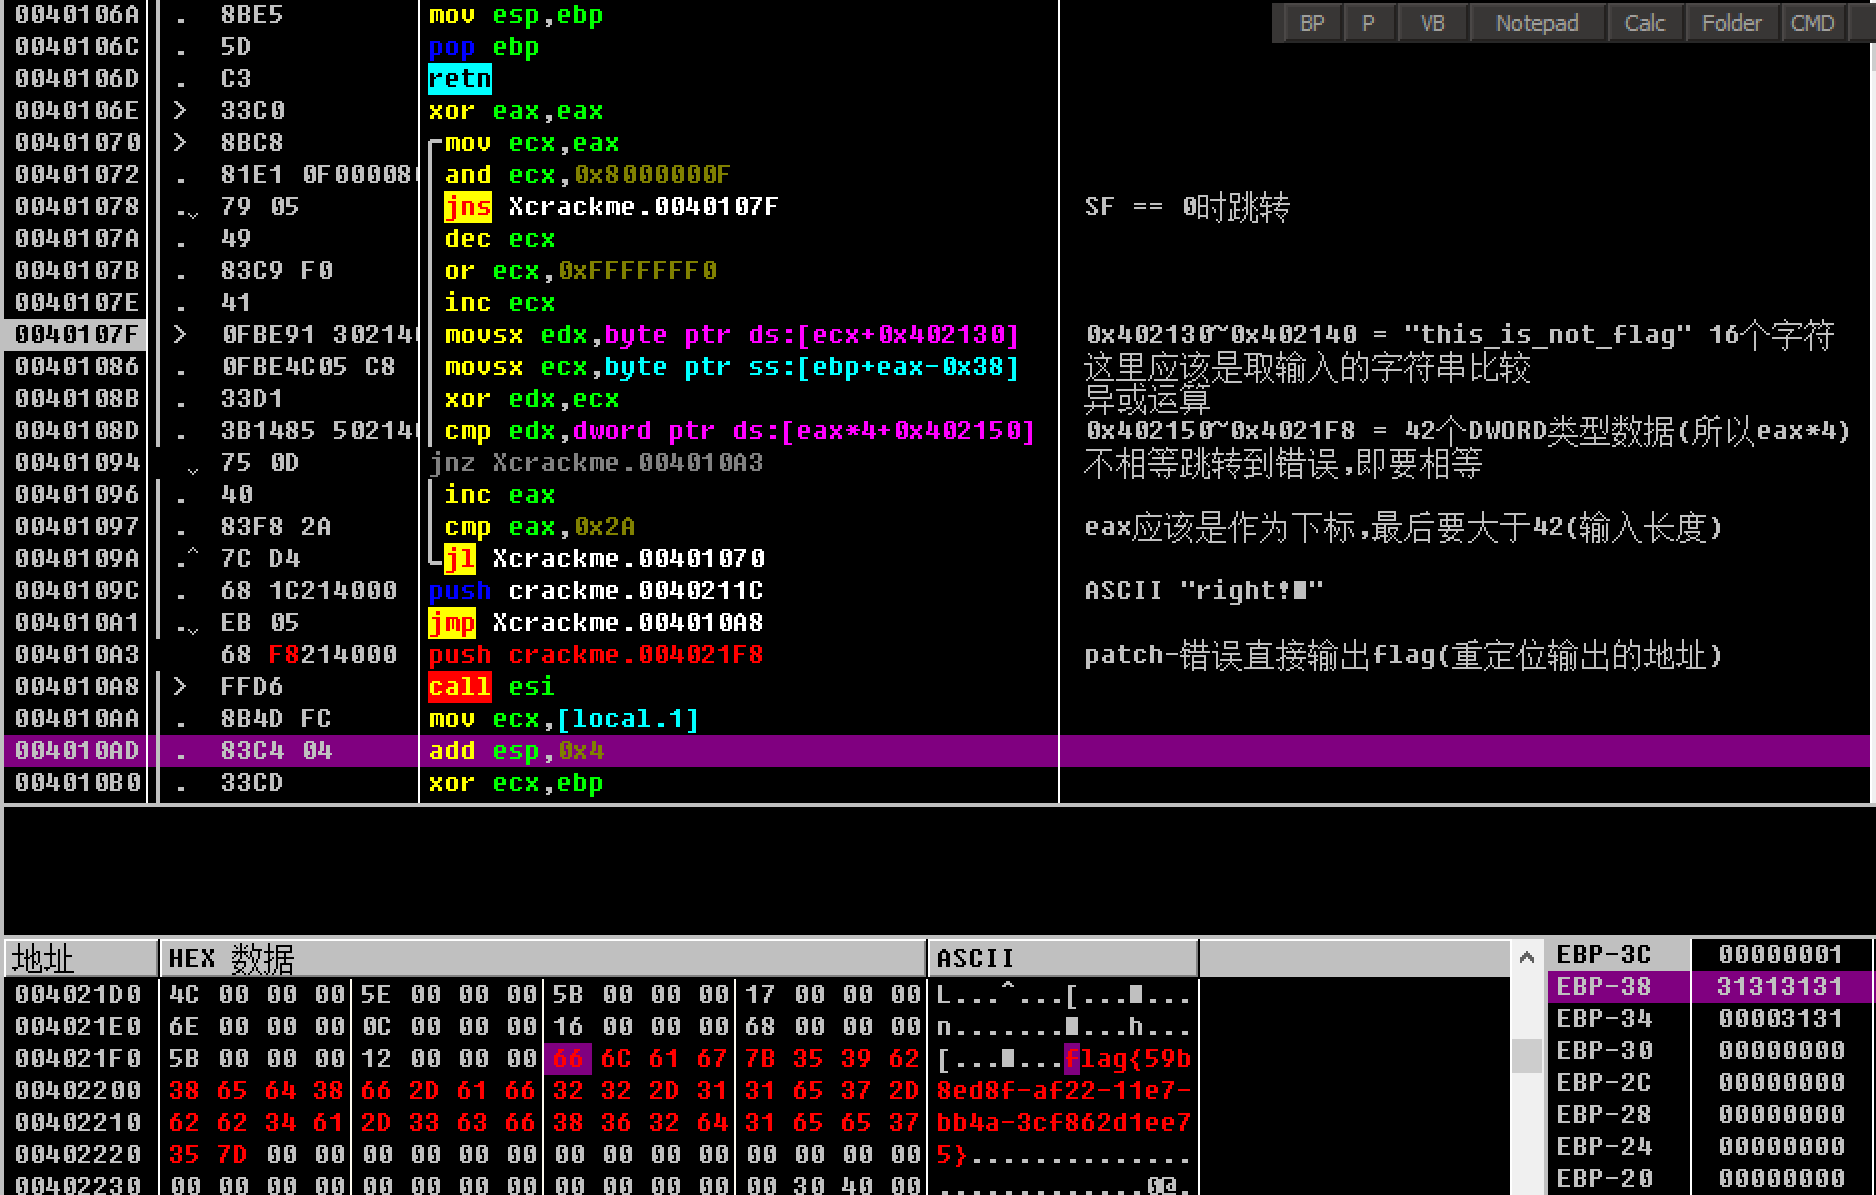 BP P VB Notepad Calc Folder CMD
0040106A . 8BE5 mov esp,ebp
0040106C . 5D pop ebp
0040106D . C3 retn
0040106E > 33C0 xor eax,eax
00401070 > 8BC8 mov ecx,eax
00401072 . 81E1 0F00008 and ecx,0x8000000F
00401078 . 79 05 jns Xcrackme.0040107F SF == 0时跳转
0040107A . 49 dec ecx
0040107B . 83C9 F0 or ecx,0xFFFFFFF0
0040107E . 41 inc ecx
0040107F > 0FBE91 302140 movsx edx,byte ptr ds:[ecx+0x402130] 0x402130~0x402140 = "this_is_not_flag" 16个字符
00401086 . 0FBE4C05 C8 movsx ecx,byte ptr ss:[ebp+eax-0x38] 这里应该是取输入的字符串比较
0040108B . 33D1 xor edx,ecx 异或运算
0040108D . 3B1485 502140 cmp edx,dword ptr ds:[eax*4+0x402150] 0x402150~0x4021F8 = 42个DWORD类型数据(所以eax*4)
00401094 75 0D jnz Xcrackme.004010A3 不相等跳转到错误,即要相等
00401096 . 40 inc eax
00401097 . 83F8 2A cmp eax,0x2A eax应该是作为下标,最后要大于42(输入长度)
0040109A .^ 7C D4 jl Xcrackme.00401070
0040109C . 68 1C214000 push crackme.0040211C ASCII "right!"
004010A1 . EB 05 jmp Xcrackme.004010A8
004010A3 68 F8214000 push crackme.004021F8 patch-错误直接输出flag(重定位输出的地址)
004010A8 > FFD6 call esi
004010AA . 8B4D FC mov ecx,[local.1]
004010AD . 83C4 04 add esp,0x4
004010B0 . 33CD xor ecx,ebp
地址 HEX 数据 ASCII EBP-3C 00000001
EBP-38 31313131
004021D0 4C 00 00 00 5E 00 00 00 5B 00 00 00 17 00 00 00 L...^...[...■...
EBP-34 00003131
004021E0 6E 00 00 00 0C 00 00 00 16 00 00 00 68 00 00 00 n.......■...h...
EBP-30 00000000
004021F0 5B 00 00 00 12 00 00 00 66 6C 61 67 7B 35 39 62 [...■...flag{59b
EBP-2C 00000000
00402200 38 65 64 38 66 2D 61 66 32 32 2D 31 31 65 37 2D 8ed8f-af22-11e7-
EBP-28 00000000
00402210 62 62 34 61 2D 33 63 66 38 36 32 64 31 65 65 37 bb4a-3cf862d1ee7
EBP-24 00000000
00402220 35 7D 00 00 00 00 00 00 00 00 00 00 00 00 00 00 5}..............
EBP-20 00000000
00402230 00 00 00 00 00 00 00 00 00 00 00 00 00 30 40 00 .............0@.